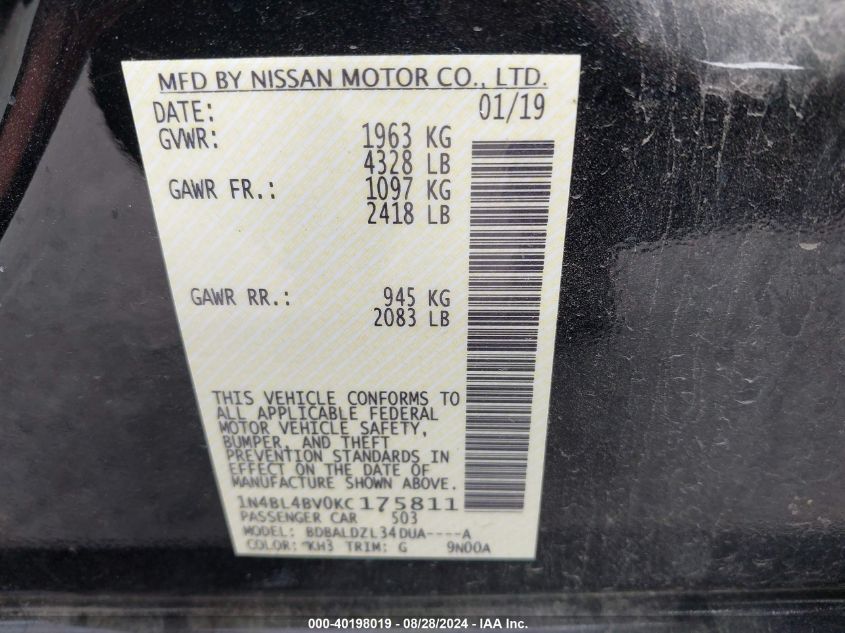 MFD BY NISSAN MOTOR CO., LTD.
DATE: 01/19
GVWR: 1963 KG
4328 LB
GAWR FR.: 1097 KG
2418 LB
GAWR RR.: 945 KG
2083 LB
THIS VEHICLE CONFORMS TO
ALL APPLICABLE FEDERAL
MOTOR VEHICLE SAFETY,
BUMPER, AND THEFT
PREVENTION STANDARDS IN
EFFECT ON THE DATE OF
MANUFACTURE SHOWN ABOVE.
1N4BL4BV0KC175811
PASSENGER CAR 503
MODEL: BDBALDZL34DUA----A
COLOR: *KH3 TRIM: G 9N00A
000-40198019 - 08/28/2024 - IAA Inc.